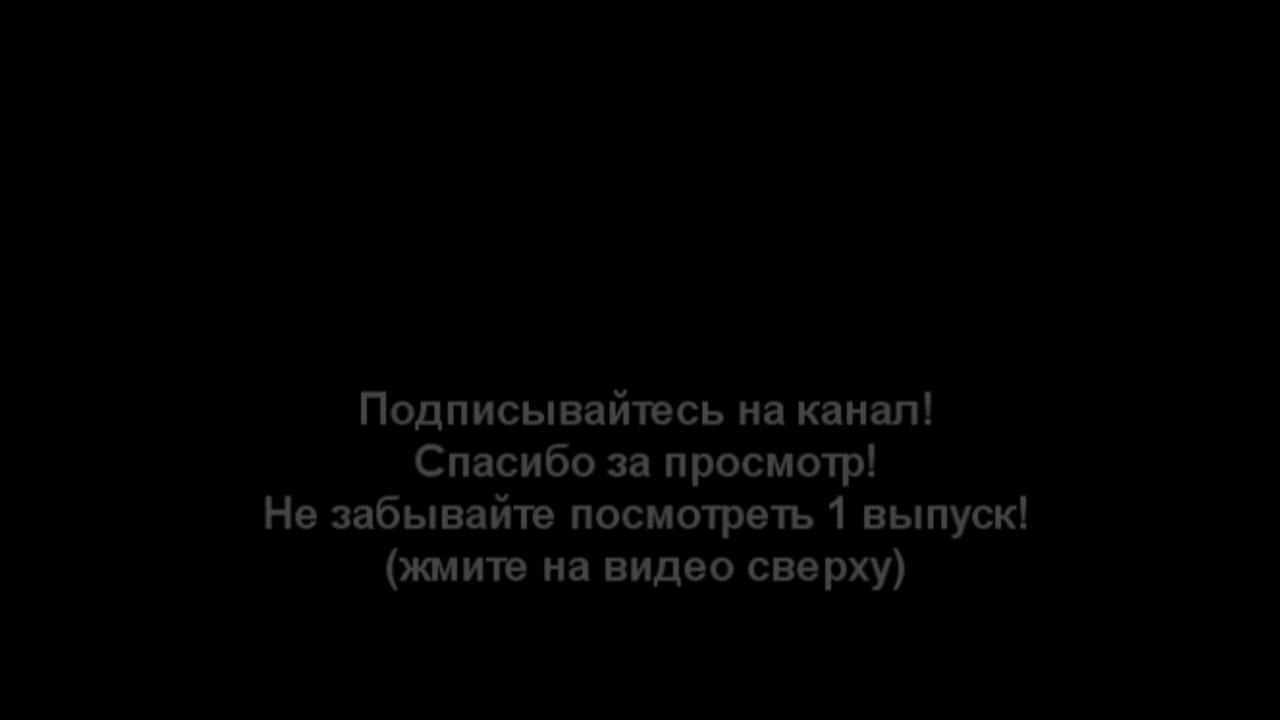 Подписывайтесь на канал!
Спасибо за просмотр!
Не забывайте посмотреть 1 выпуск!
(жмите на видео сверху)